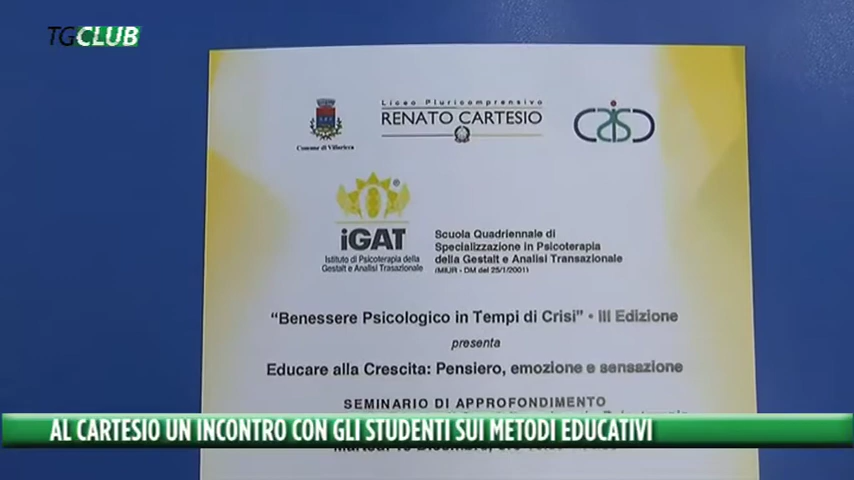 TGCLUB
Liceo Pluricomprensivo
RENATO CARTESIO
Comune di Villaricca
iGAT
Istituto di Psicoterapia della
Gestalt e Analisi Transazionale
Scuola Quadriennale di
Specializzazione in Psicoterapia
della Gestalt e Analisi Transazionale
(MIUR - DM del 25/1/2001)
“Benessere Psicologico in Tempi di Crisi” • III Edizione
presenta
Educare alla Crescita: Pensiero, emozione e sensazione
SEMINARIO DI APPROFONDIMENTO
AL CARTESIO UN INCONTRO CON GLI STUDENTI SUI METODI EDUCATIVI